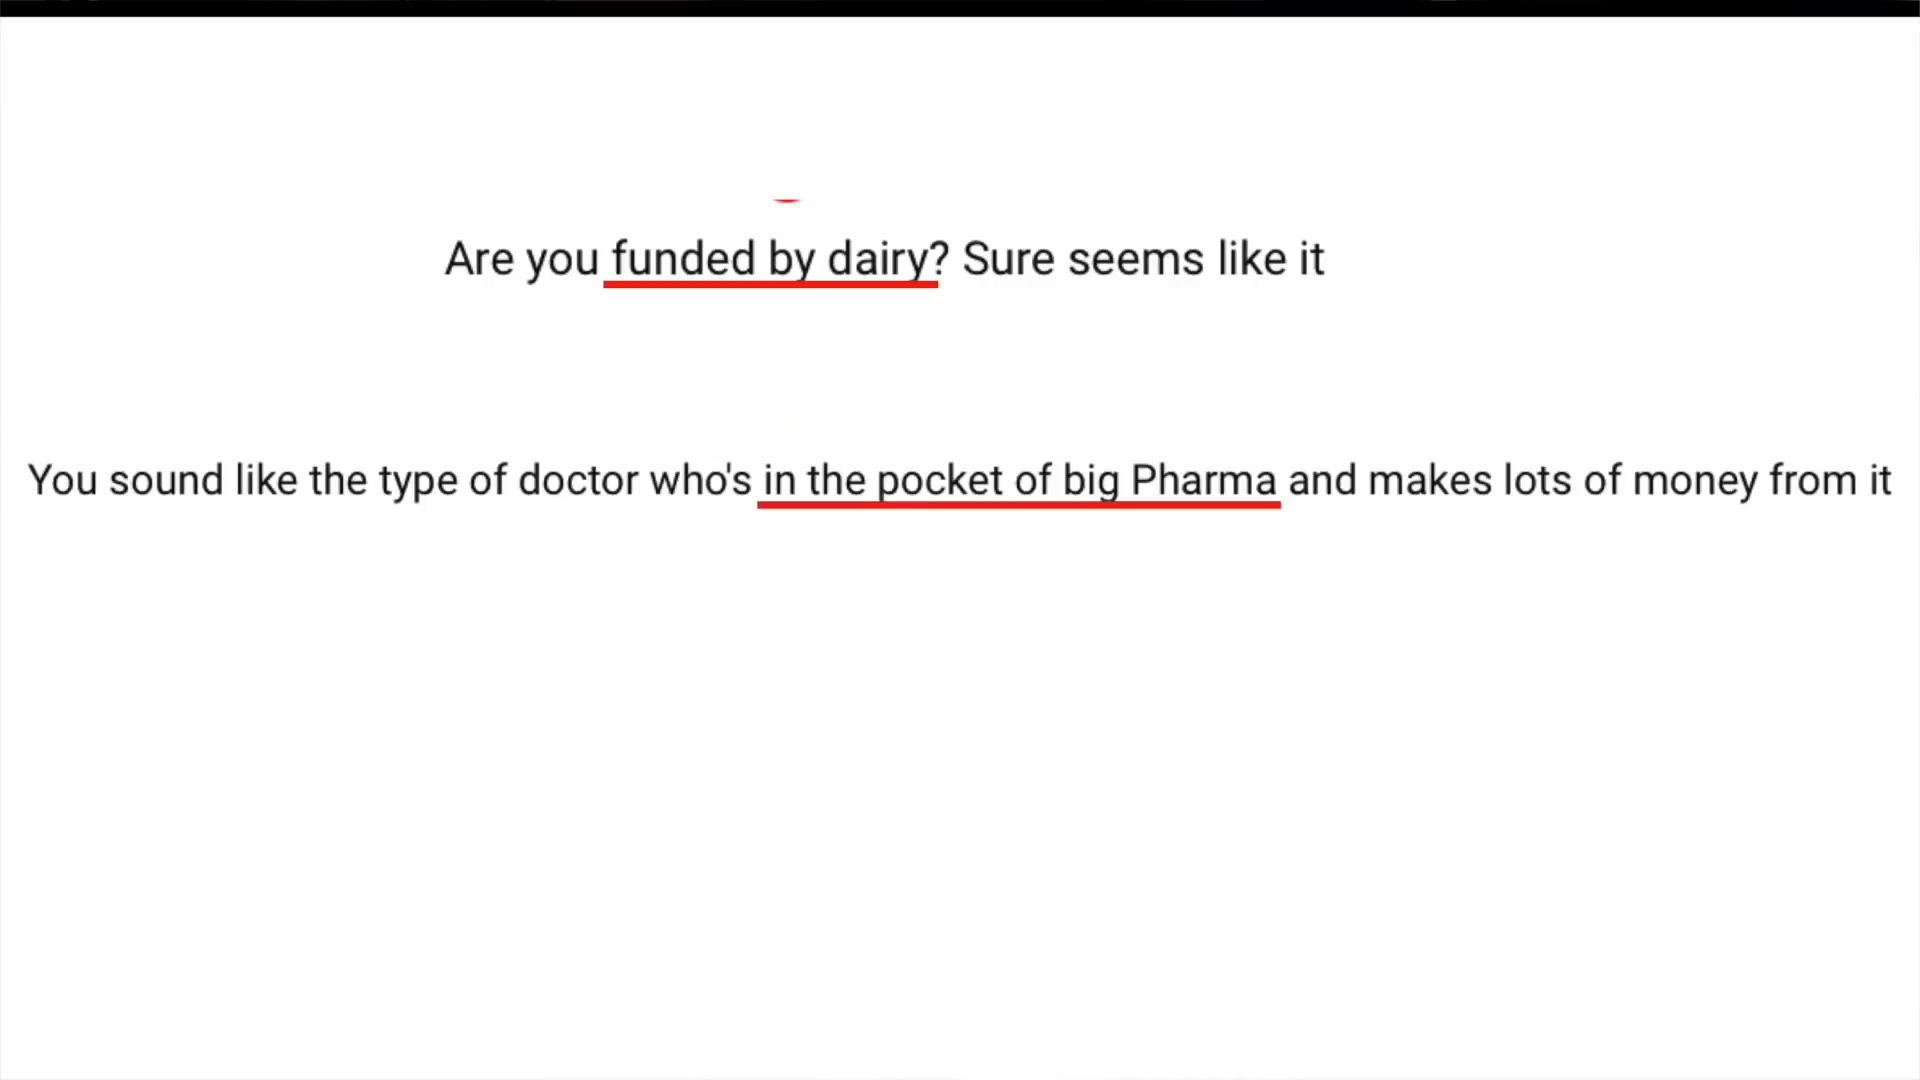 Are you funded by dairy? Sure seems like it
You sound like the type of doctor who's in the pocket of big Pharma and makes lots of money from it